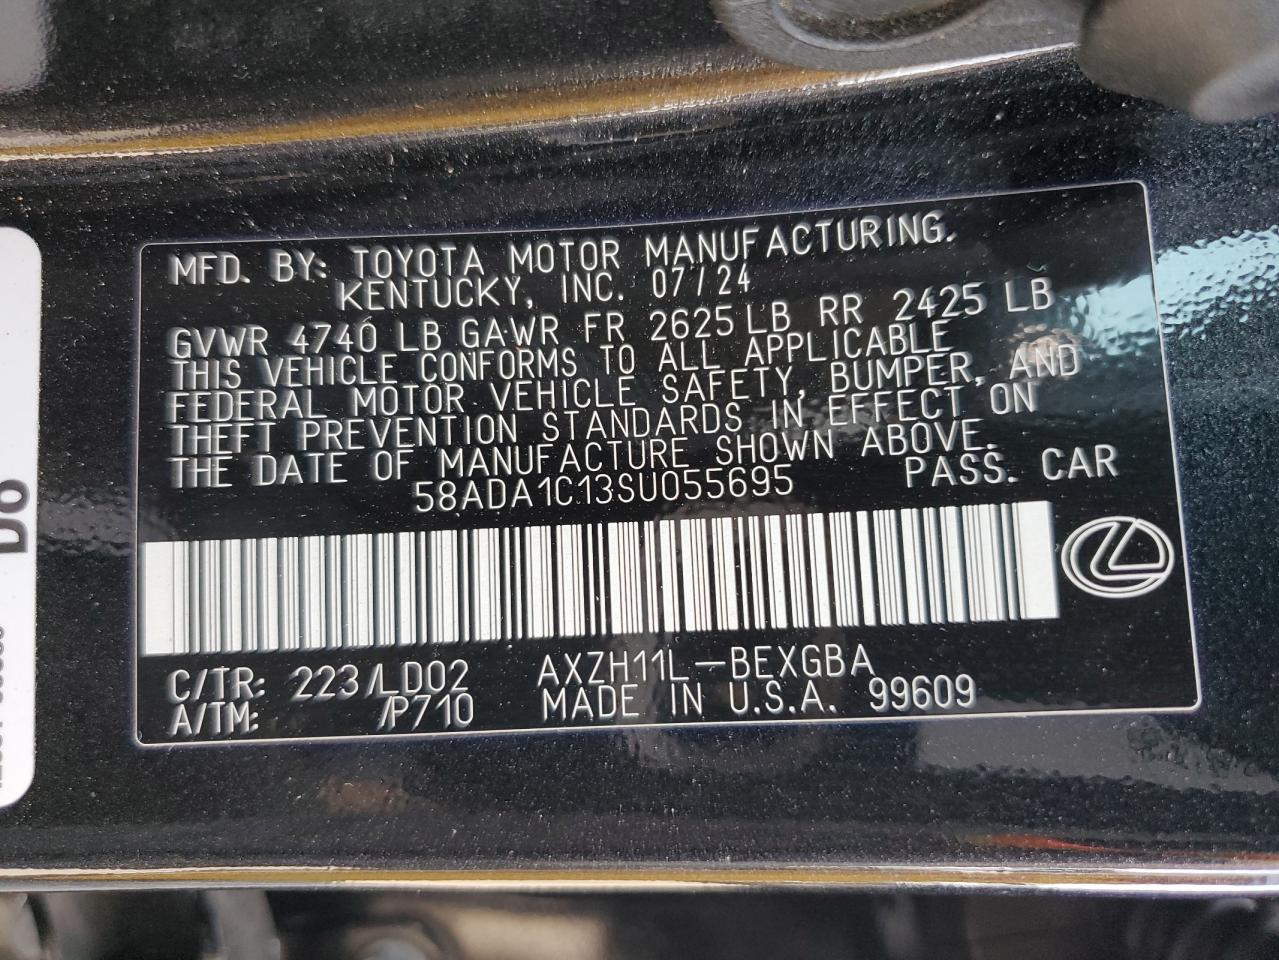 MFD. BY: TOYOTA MOTOR MANUFACTURING.
KENTUCKY, INC. 07/24
GVWR 4740 LB GAWR FR 2625 LB RR 2425 LB
THIS VEHICLE CONFORMS TO ALL APPLICABLE
FEDERAL MOTOR VEHICLE SAFETY, BUMPER, AND
THEFT PREVENTION STANDARDS IN EFFECT ON
THE DATE OF MANUFACTURE SHOWN ABOVE.
58ADA1C13SU055695 PASS. CAR
C/TR: 223/LD02 AXZH11L-BEXGBA
A/TM: /P710 MADE IN U.S.A. 99609